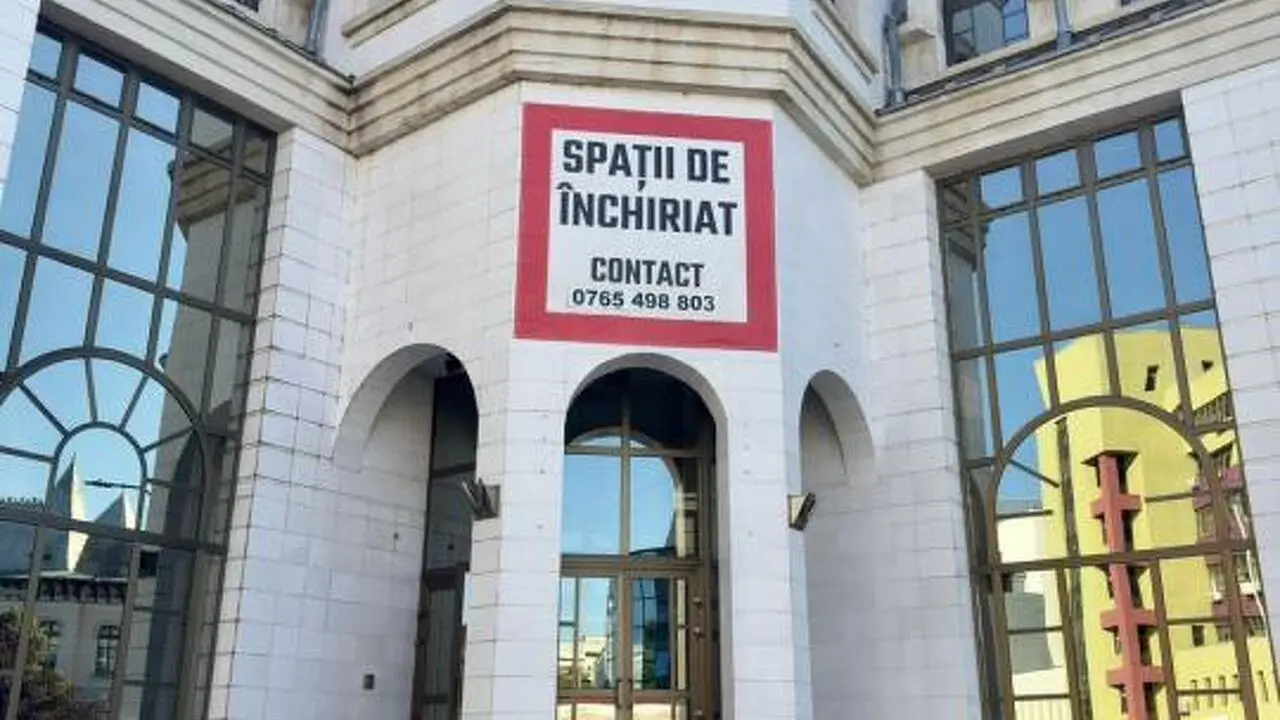 SPAȚII DE
ÎNCHIRIAT
CONTACT
0765 498 803